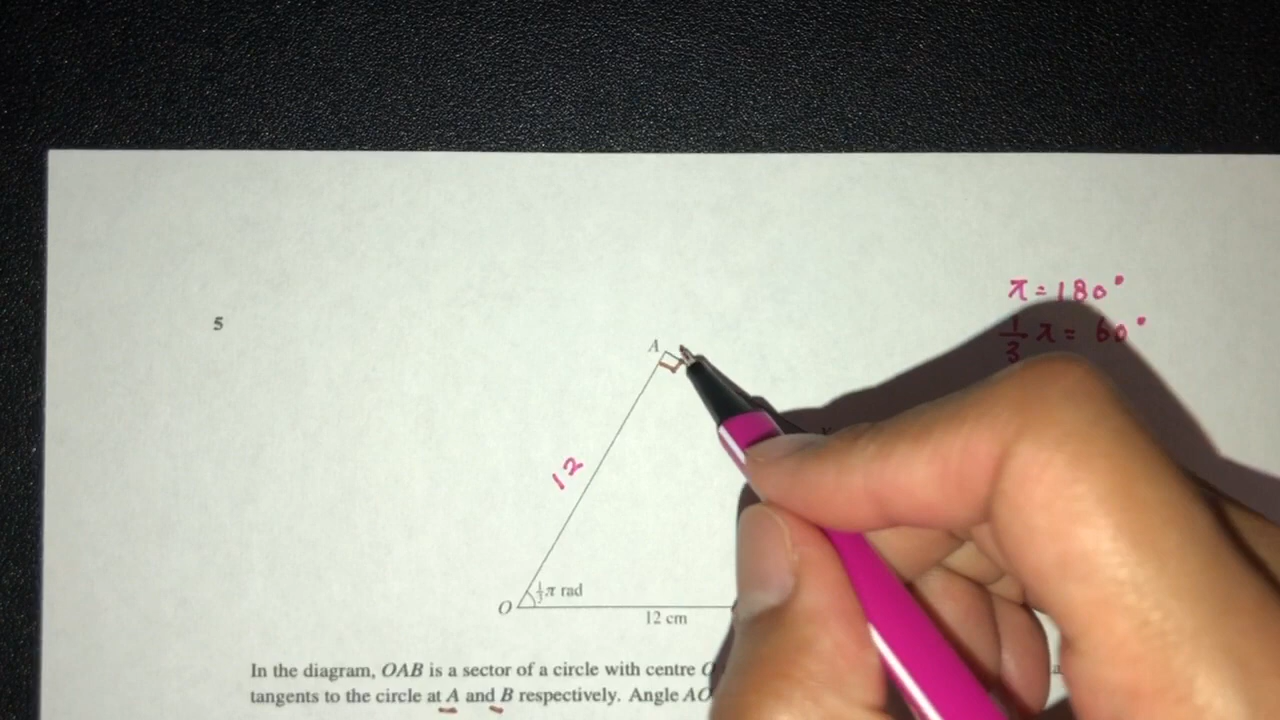 π = 180°
5
1/3 π = 60°
A
12
O
1/3 π rad
12 cm
In the diagram, OAB is a sector of a circle with centre O
tangents to the circle at A and B respectively. Angle AO